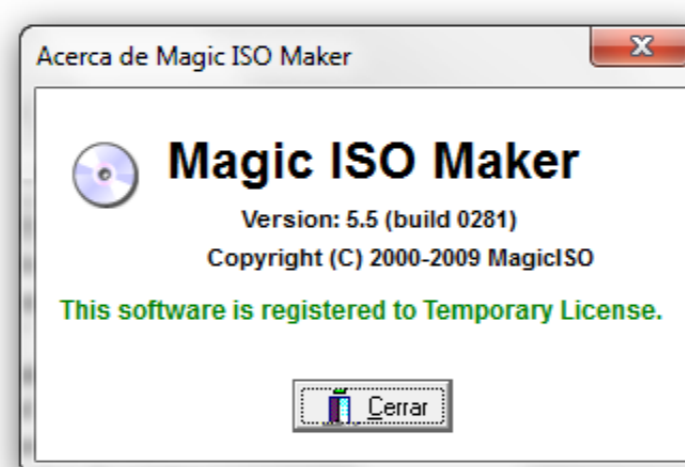 Acerca de Magic ISO Maker
Magic ISO Maker
Version: 5.5 (build 0281)
Copyright (C) 2000-2009 MagicISO
This software is registered to Temporary License.
Cerrar